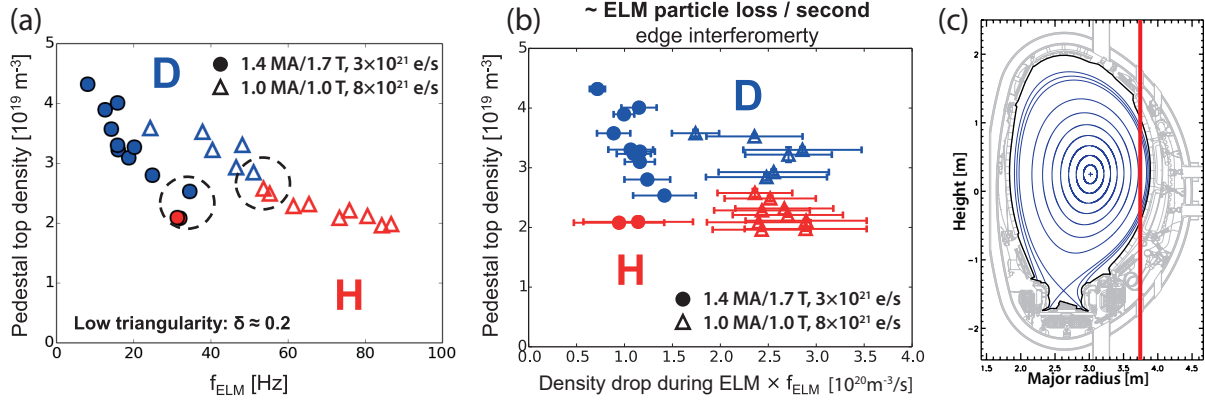 (a)
Pedestal top density [10¹⁹ m⁻³]
5
4
3
2
1
0
D
1.4 MA/1.7 T, 3×10²¹ e/s
1.0 MA/1.0 T, 8×10²¹ e/s
H
Low triangularity: δ ≈ 0.2
0 20 40 60 80 100
f_ELM [Hz]
(b)
~ ELM particle loss / second
edge interferomerty
Pedestal top density [10¹⁹ m⁻³]
5
4
3
2
1
0
D
H
1.4 MA/1.7 T, 3×10²¹ e/s
1.0 MA/1.0 T, 8×10²¹ e/s
0.0 0.5 1.0 1.5 2.0 2.5 3.0 3.5 4.0
Density drop during ELM × f_ELM [10²⁰m⁻³/s]
(c)
Height [m]
2
1
0
-1
-2
1.5 2.0 2.5 3.0 3.5 4.0 4.5
Major radius [m]